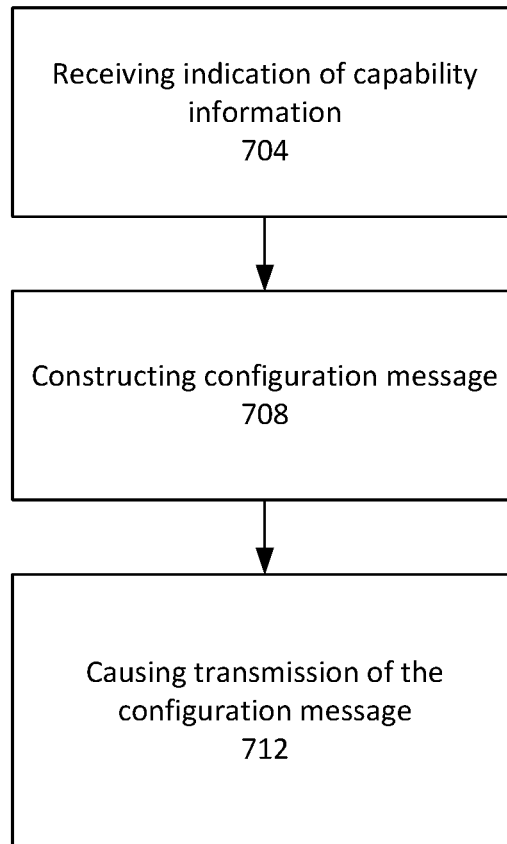 Receiving indication of capability
information
704
Constructing configuration message
708
Causing transmission of the
configuration message
712